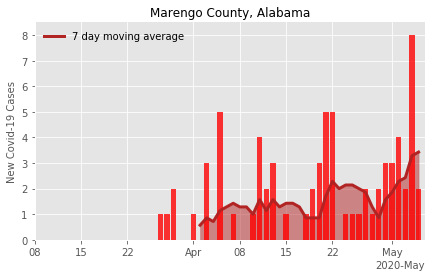 Marengo County, Alabama
7 day moving average
New Covid-19 Cases
8
7
6
5
4
3
2
1
0
08 15 22 Apr 08 15 22 May
2020-May